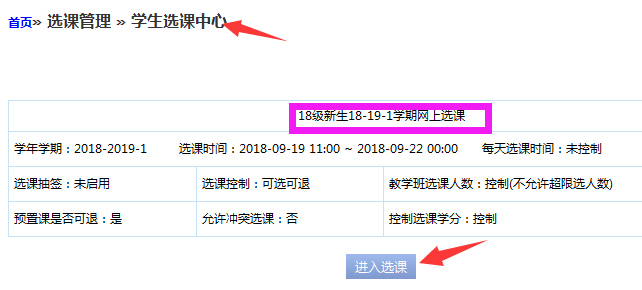 首页» 选课管理 » 学生选课中心
18级新生18-19-1学期网上选课
学年学期：2018-2019-1 选课时间：2018-09-19 11:00 ~ 2018-09-22 00:00 每天选课时间：未控制
选课抽签：未启用 选课控制：可选可退 教学班选课人数：控制(不允许超限选人数)
预置课是否可退：是 允许冲突选课：否 控制选课学分：控制
进入选课